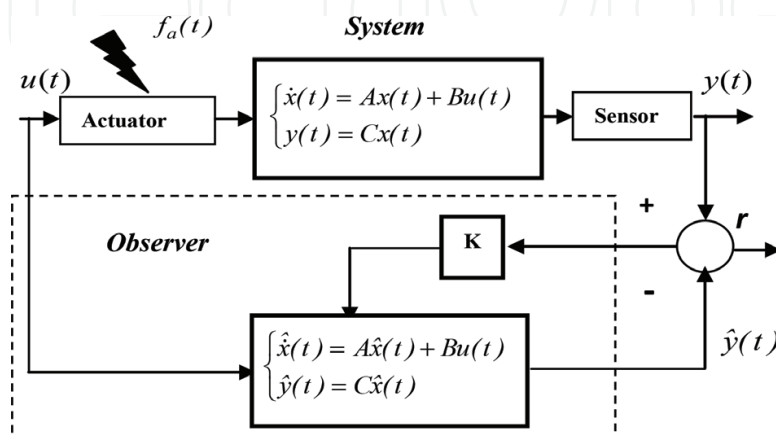 f_a(t)
System
u(t)
Actuator
ẋ(t) = Ax(t) + Bu(t)
y(t) = Cx(t)
Sensor
y(t)
Observer
K
+
r
-
x̂̇(t) = Ax̂(t) + Bu(t)
ŷ(t) = Cx̂(t)
ŷ(t)